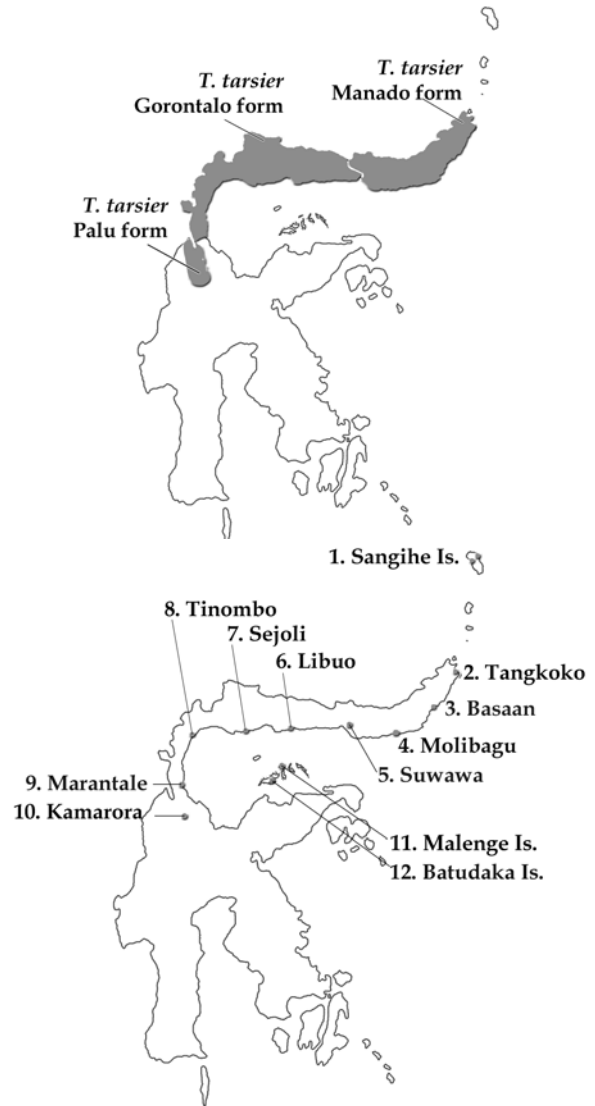 T. tarsier
Manado form
T. tarsier
Gorontalo form
T. tarsier
Palu form
1. Sangihe Is.
8. Tinombo
7. Sejoli
6. Libuo
2. Tangkoko
3. Basaan
4. Molibagu
5. Suwawa
9. Marantale
10. Kamarora
11. Malenge Is.
12. Batudaka Is.